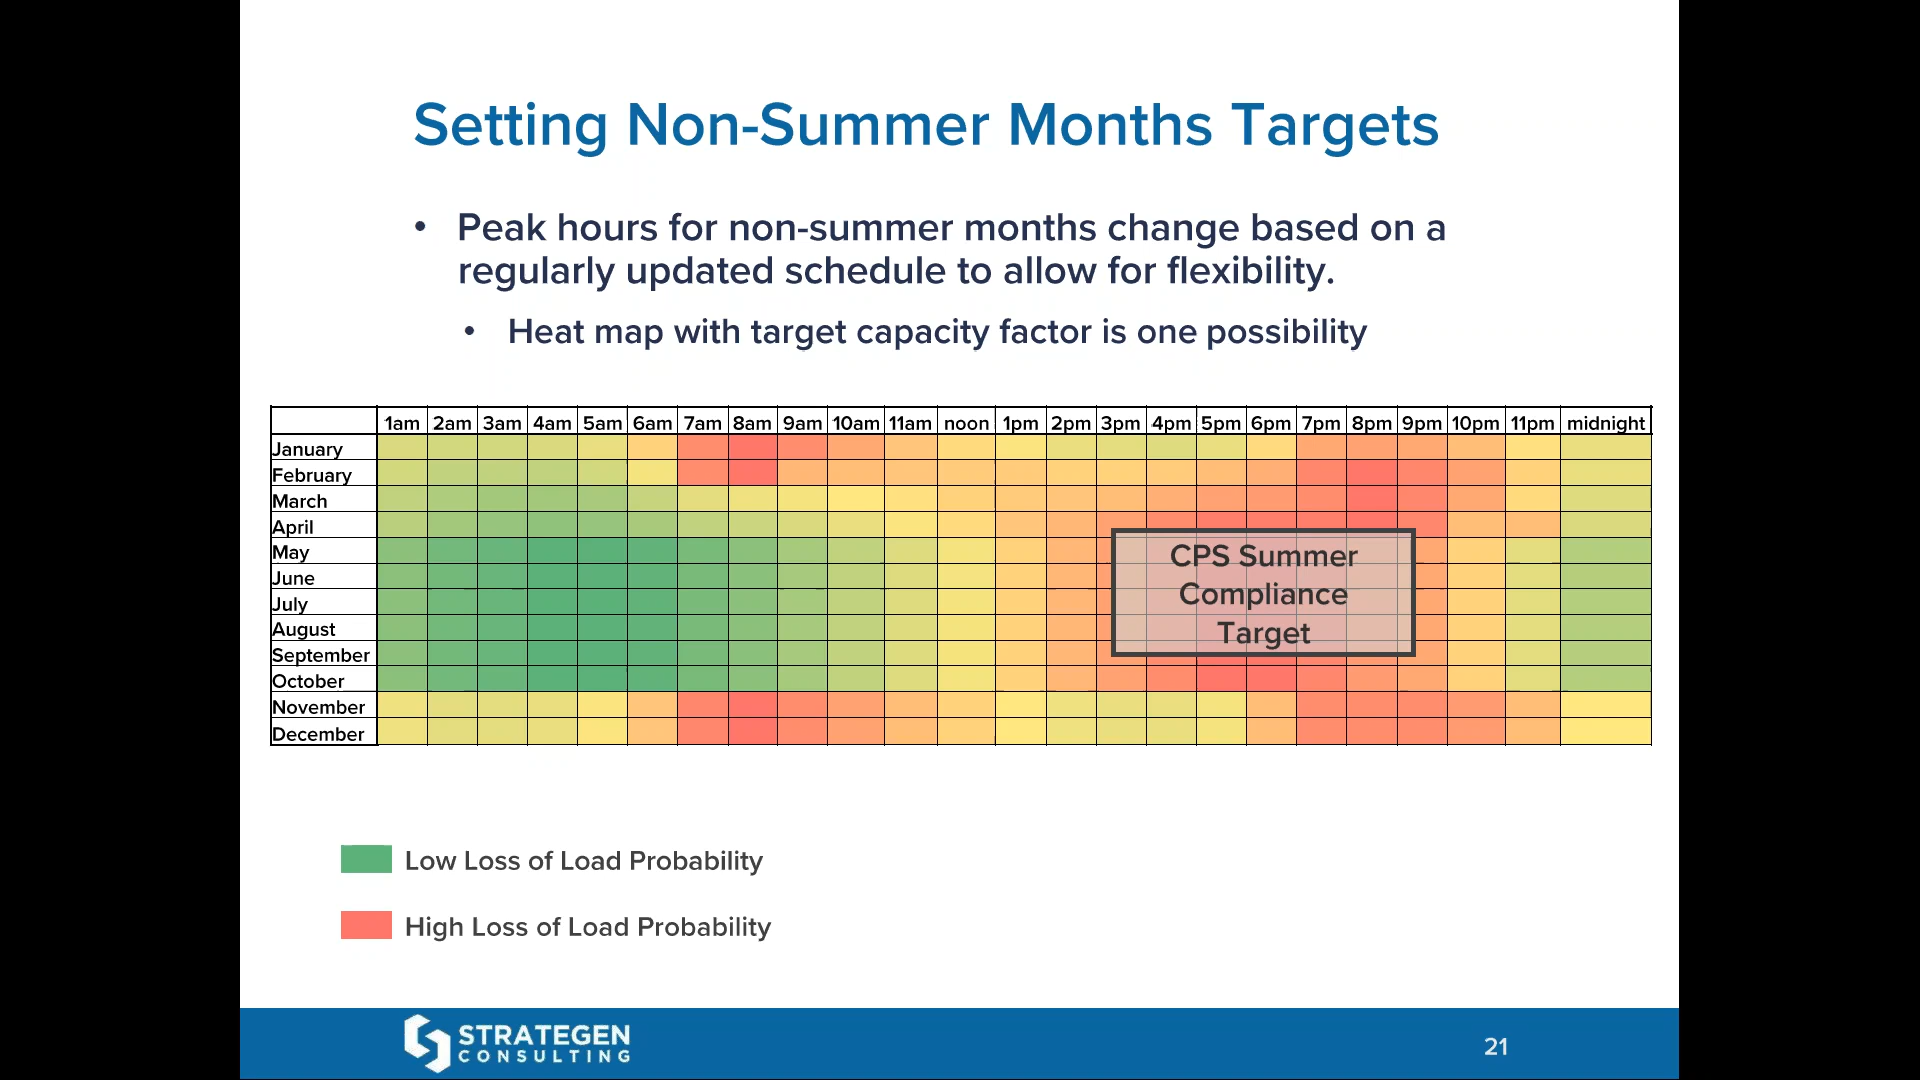 Setting Non-Summer Months Targets
• Peak hours for non-summer months change based on a
regularly updated schedule to allow for flexibility.
• Heat map with target capacity factor is one possibility
1am 2am 3am 4am 5am 6am 7am 8am 9am 10am 11am noon 1pm 2pm 3pm 4pm 5pm 6pm 7pm 8pm 9pm 10pm 11pm midnight
January
February
March
April
May
June
July
August
September
October
November
December
CPS Summer
Compliance
Target
Low Loss of Load Probability
High Loss of Load Probability
STRATEGEN
CONSULTING
21